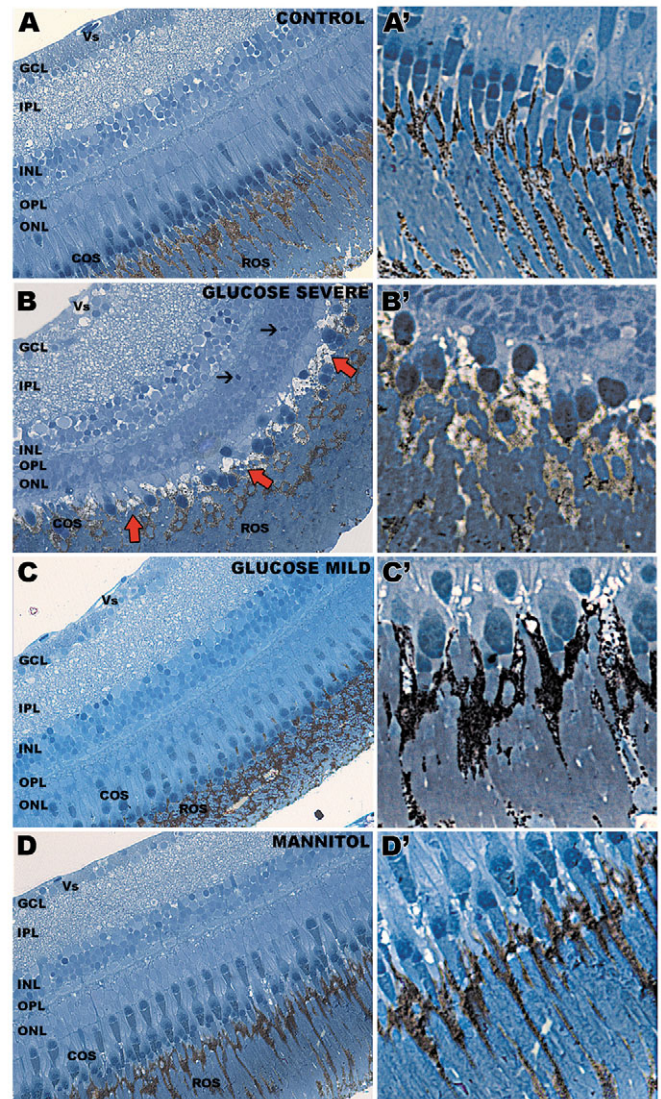 A CONTROL A'
Vs
GCL
IPL
INL
OPL
ONL
COS ROS
B GLUCOSE SEVERE B'
Vs
GCL
IPL
INL
OPL
ONL
COS ROS
C GLUCOSE MILD C'
Vs
GCL
IPL
INL
OPL
COS
ONL ROS
D MANNITOL D'
Vs
GCL
IPL
INL
OPL
ONL
COS
ROS